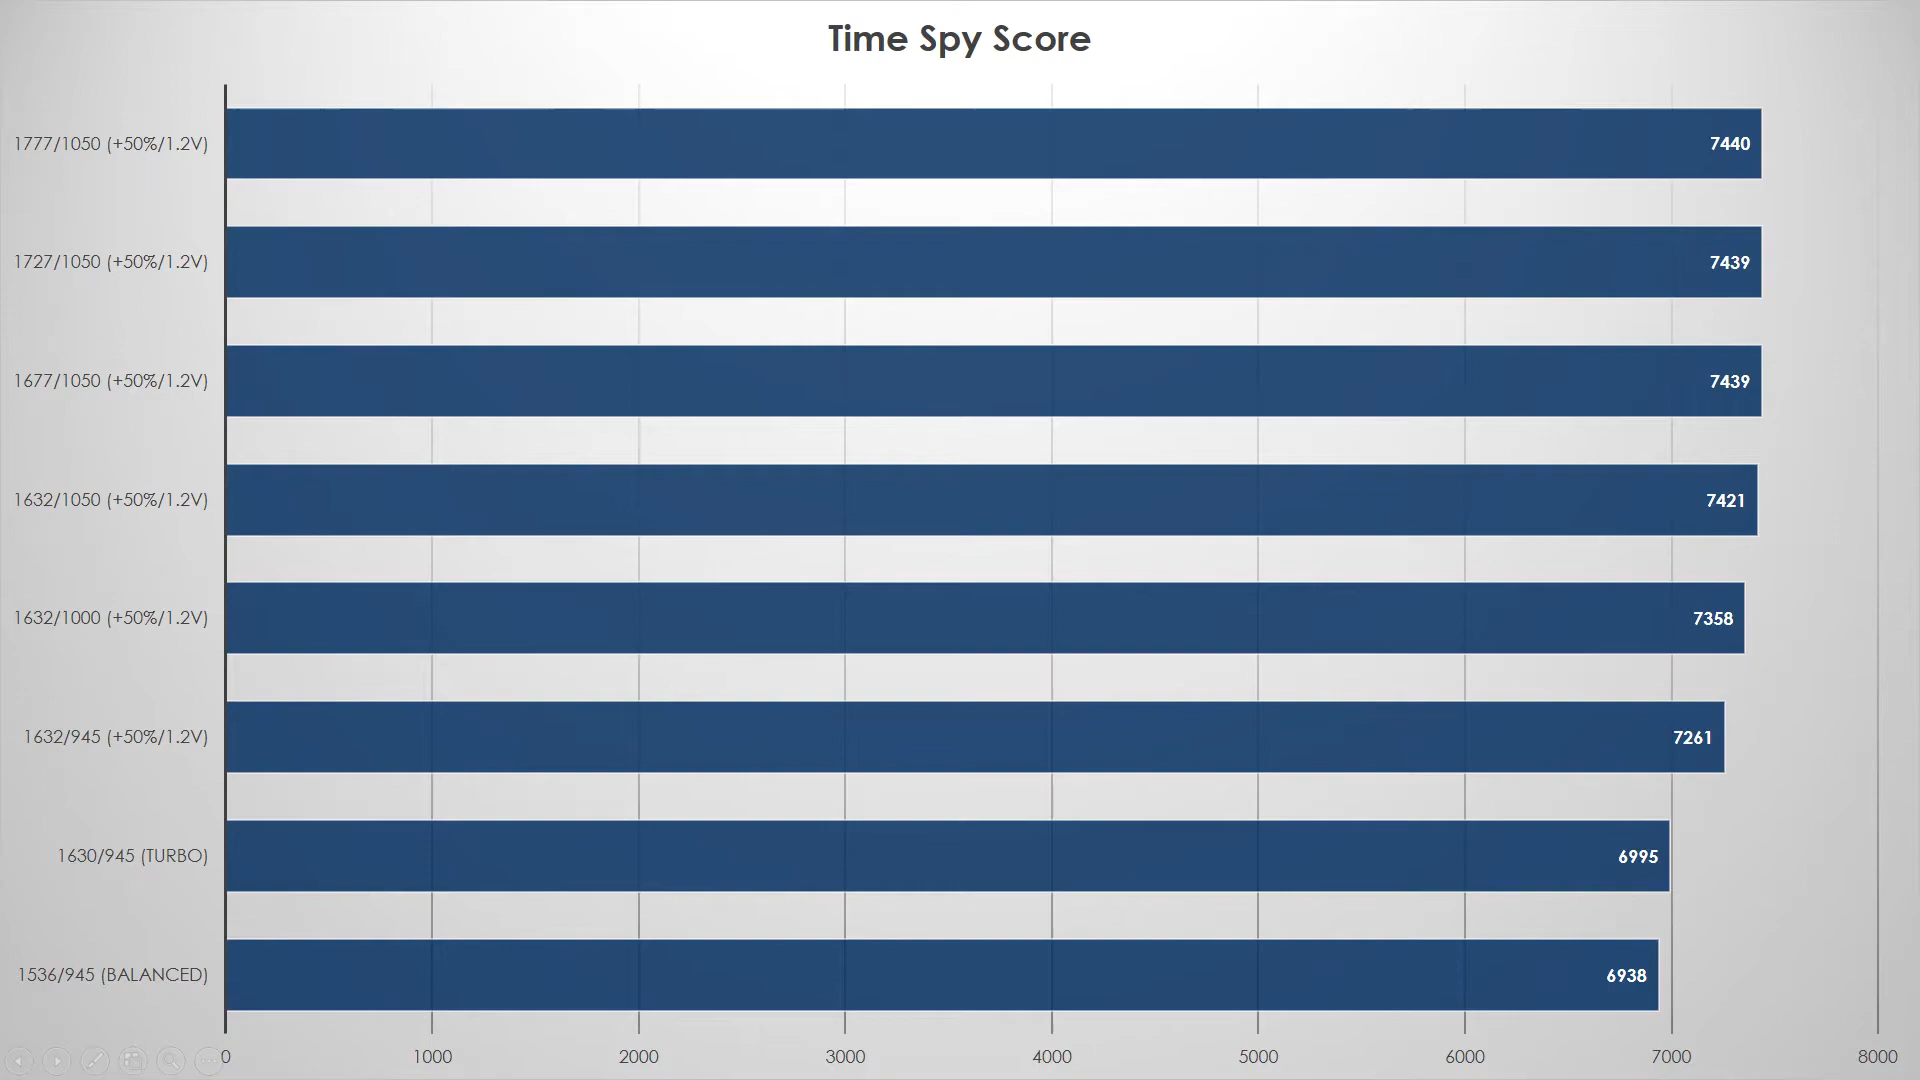 Time Spy Score
1777/1050 (+50%/1.2V) 7440
1727/1050 (+50%/1.2V) 7439
1677/1050 (+50%/1.2V) 7439
1632/1050 (+50%/1.2V) 7421
1632/1000 (+50%/1.2V) 7358
1632/945 (+50%/1.2V) 7261
1630/945 (TURBO) 6995
1536/945 (BALANCED) 6938
0 1000 2000 3000 4000 5000 6000 7000 8000